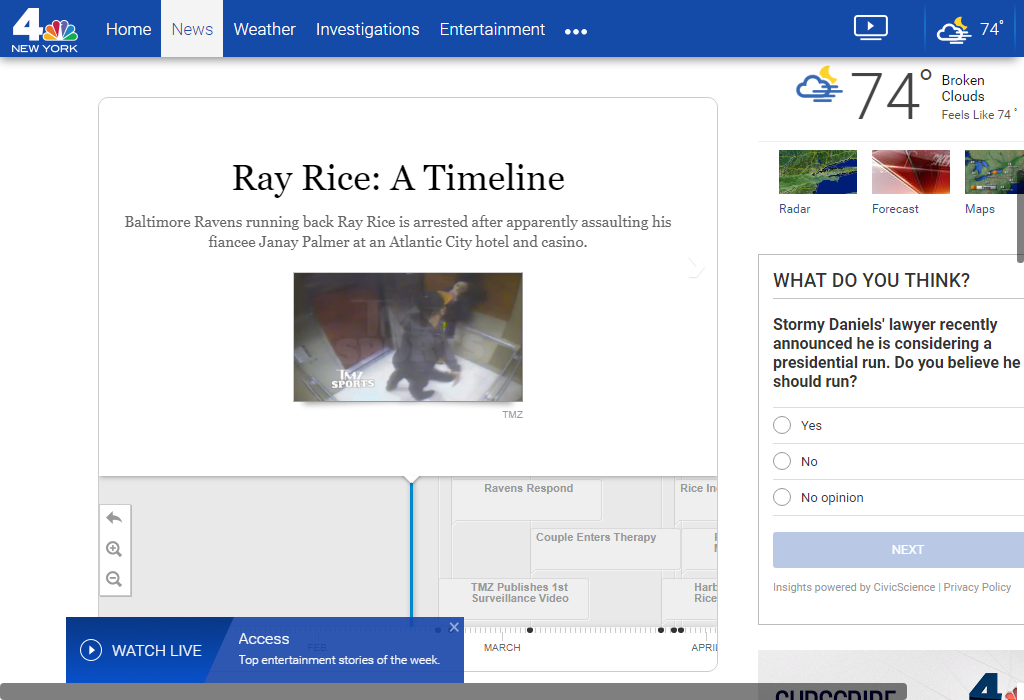 4
NEW YORK
Home
News
Weather
Investigations
Entertainment
74°
74°
Broken
Clouds
Feels Like 74 °
Radar
Forecast
Maps
Ray Rice: A Timeline
Baltimore Ravens running back Ray Rice is arrested after apparently assaulting his
fiancee Janay Palmer at an Atlantic City hotel and casino.
TMZ
SPORTS
TMZ
WHAT DO YOU THINK?
Stormy Daniels' lawyer recently
announced he is considering a
presidential run. Do you believe he
should run?
Yes
No
No opinion
NEXT
Insights powered by CivicScience | Privacy Policy
Ravens Respond
Couple Enters Therapy
TMZ Publishes 1st
Surveillance Video
Rice In
Harb
Rice
FEB
MARCH
APRIL
WATCH LIVE
Access
Top entertainment stories of the week.
SUBSCRIBE
4